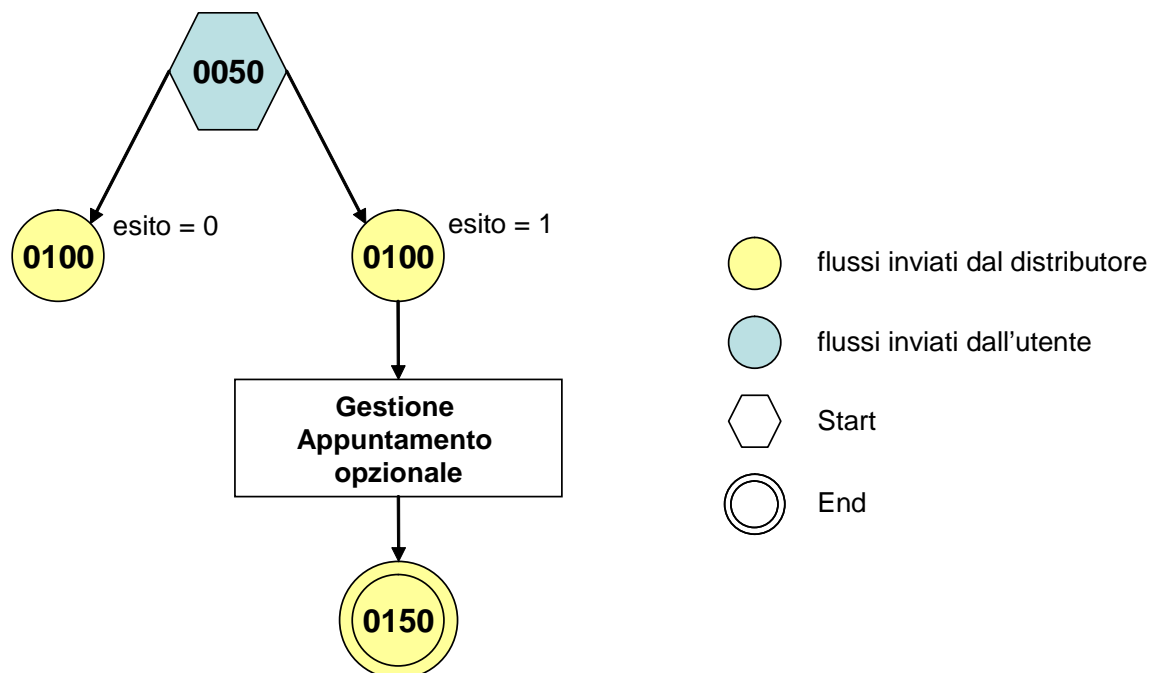 0050
esito = 0
esito = 1
0100
0100
Gestione
Appuntamento
opzionale
0150
flussi inviati dal distributore
flussi inviati dall'utente
Start
End